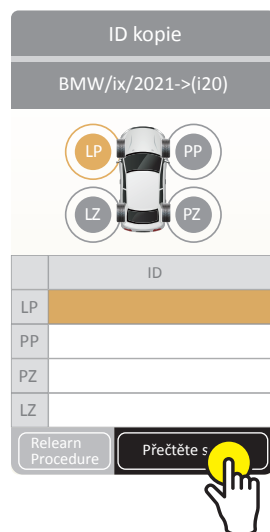 ID kopie
BMW/ix/2021->(i20)
LP
PP
LZ
PZ
ID
LP
PP
PZ
LZ
Relearn
Procedure
Přečtěte s